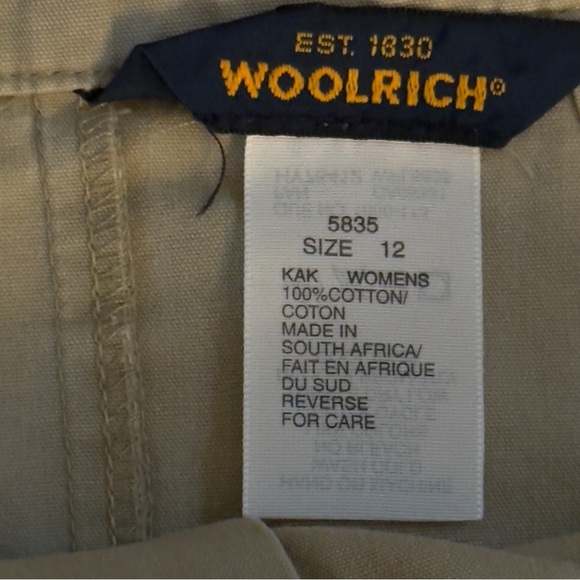 EST. 1830
WOOLRICH®
5835
SIZE 12
KAK WOMENS
100%COTTON/
COTON
MADE IN
SOUTH AFRICA/
FAIT EN AFRIQUE
DU SUD
REVERSE
FOR CARE